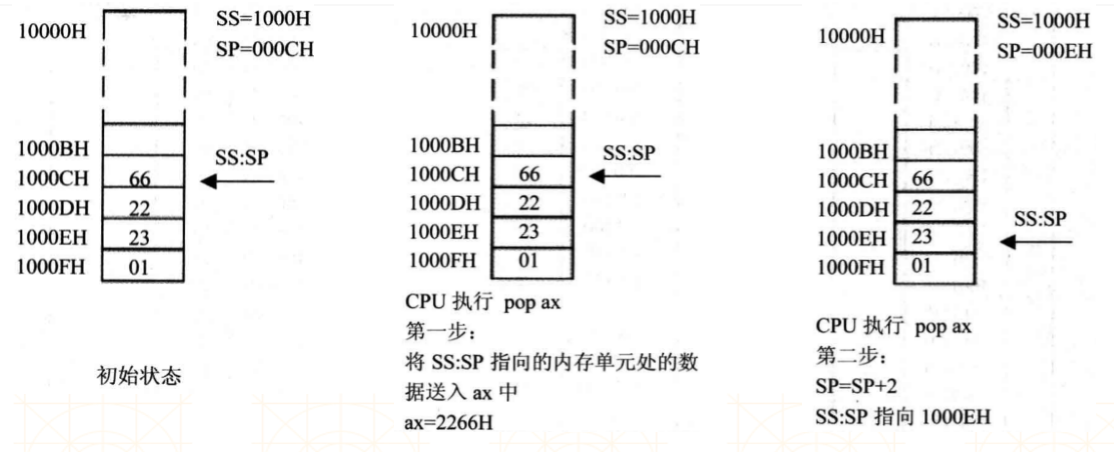 10000H
SS=1000H
SP=000CH
1000BH
1000CH 66
SS:SP
1000DH 22
1000EH 23
1000FH 01
初始状态
10000H
SS=1000H
SP=000CH
1000BH
1000CH 66
SS:SP
1000DH 22
1000EH 23
1000FH 01
CPU 执行 pop ax
第一步:
将 SS:SP 指向的内存单元处的数
据送入 ax 中
ax=2266H
10000H
SS=1000H
SP=000EH
1000BH
1000CH 66
1000DH 22
SS:SP
1000EH 23
1000FH 01
CPU 执行 pop ax
第二步:
SP=SP+2
SS:SP 指向 1000EH